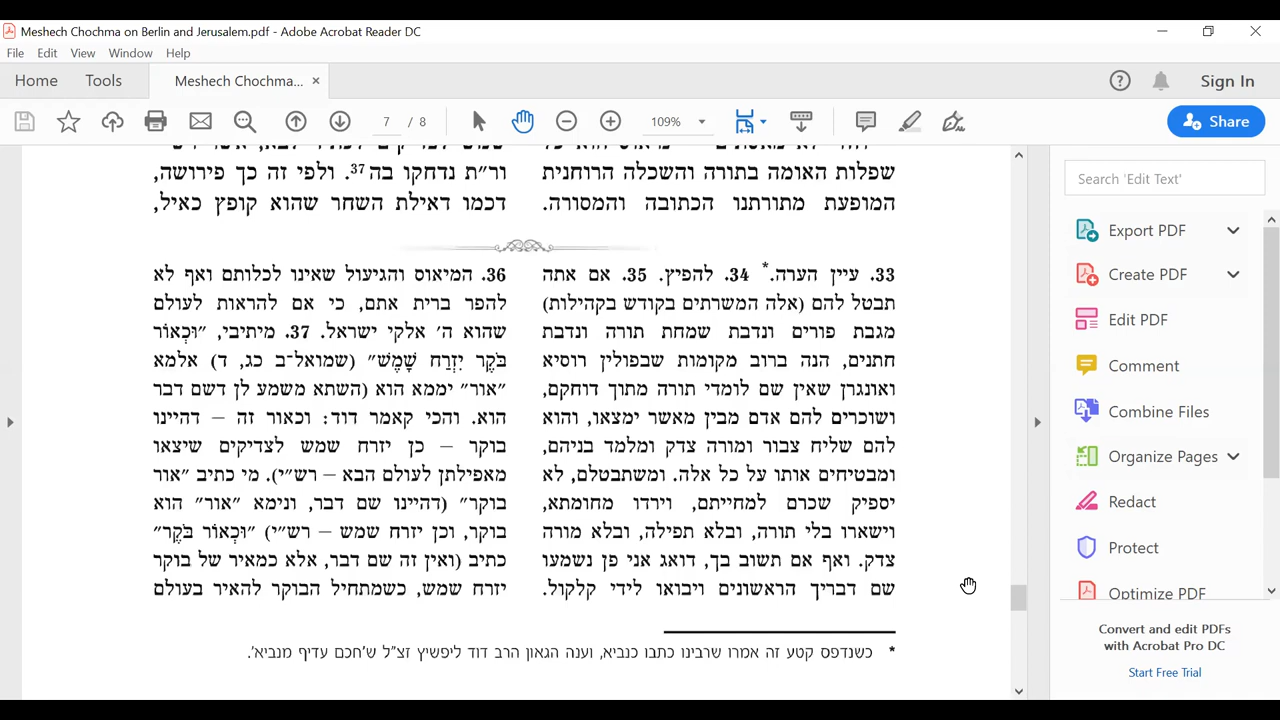 Meshech Chochma on Berlin and Jerusalem.pdf - Adobe Acrobat Reader DC
File Edit View Window Help
Home Tools Meshech Chochma... × Sign In
7 / 8 109% Share
שפלות האומה בתורה והשכלה הרוחנית
המופעת מתורתנו הכתובה והמסורה.
ור״ת נדחקו בה37. ולפי זה כך פירושה,
דכמו דאילת השחר שהוא קופץ כאיל,
33. עיין הערה.* 34. להפיץ. 35. אם אתה
תבטל להם (אלה המשרתים בקודש בקהילות)
מגבת פורים ונדבת שמחת תורה ונדבת
חתנים, הנה ברוב מקומות שבפולין רוסיא
ואונגרן שאין שם לומדי תורה מתוך דוחקם,
ושוכרים להם אדם מבין מאשר ימצאו, והוא
להם שליח צבור ומורה צדק ומלמד בניהם,
ומבטיחים אותו על כל אלה. ומשתבטלם, לא
יספיק שכרם למחייתם, וירדו מחומתא,
וישארו בלי תורה, ובלא תפילה, ובלא מורה
צדק. ואף אם תשוב בך, דואג אני פן נשמעו
שם דבריך הראשונים ויבואו לידי קלקול.
36. המיאוס והגיעול שאינו לכלותם ואף לא
להפר ברית אתם, כי אם להראות לעולם
שהוא ה׳ אלקי ישראל. 37. מיתיבי, ״וּכְאוֹר
בֹּקֶר יִזְרַח שָׁמֶשׁ״ (שמואל־ב כג, ד) אלמא
״אור״ יממא הוא (השתא משמע לן דשם דבר
הוא. והכי קאמר דוד: וכאור זה – דהיינו
בוקר – כן יזרח שמש לצדיקים שיצאו
מאפילתן לעולם הבא – רש״י). מי כתיב ״אור
בוקר״ (דהיינו שם דבר, ונימא ״אור״ הוא
בוקר, וכן יזרח שמש – רש״י) ״וּכְאוֹר בֹּקֶר״
כתיב (ואין זה שם דבר, אלא כמאיר של בוקר
יזרח שמש, כשמתחיל הבוקר להאיר בעולם
* כשנדפס קטע זה אמרו שרבינו כתבו כנביא, וענה הגאון הרב דוד ליפשיץ זצ״ל ש׳חכם עדיף מנביא׳.
Search 'Edit Text'
Export PDF
Create PDF
Edit PDF
Comment
Combine Files
Organize Pages
Redact
Protect
Optimize PDF
Convert and edit PDFs
with Acrobat Pro DC
Start Free Trial